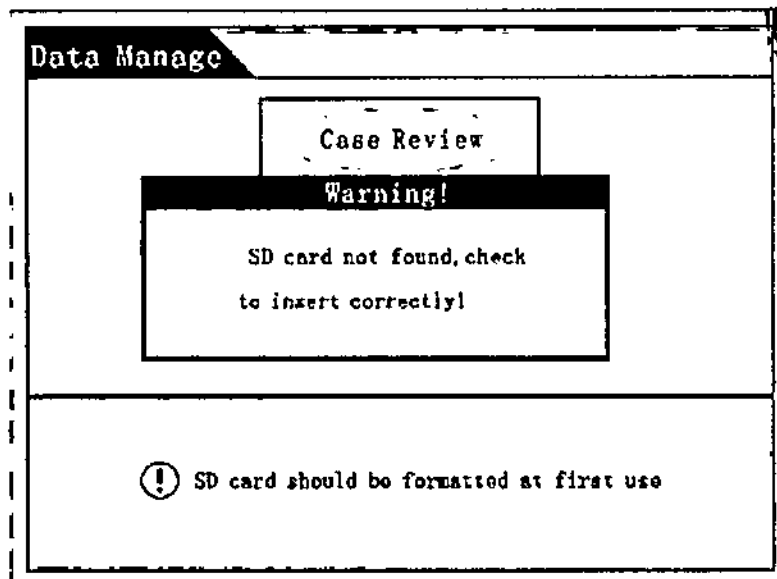 Data Manage
Case Review
Warning!
SD card not found, check
to insert correctly!
SD card should be formatted at first use